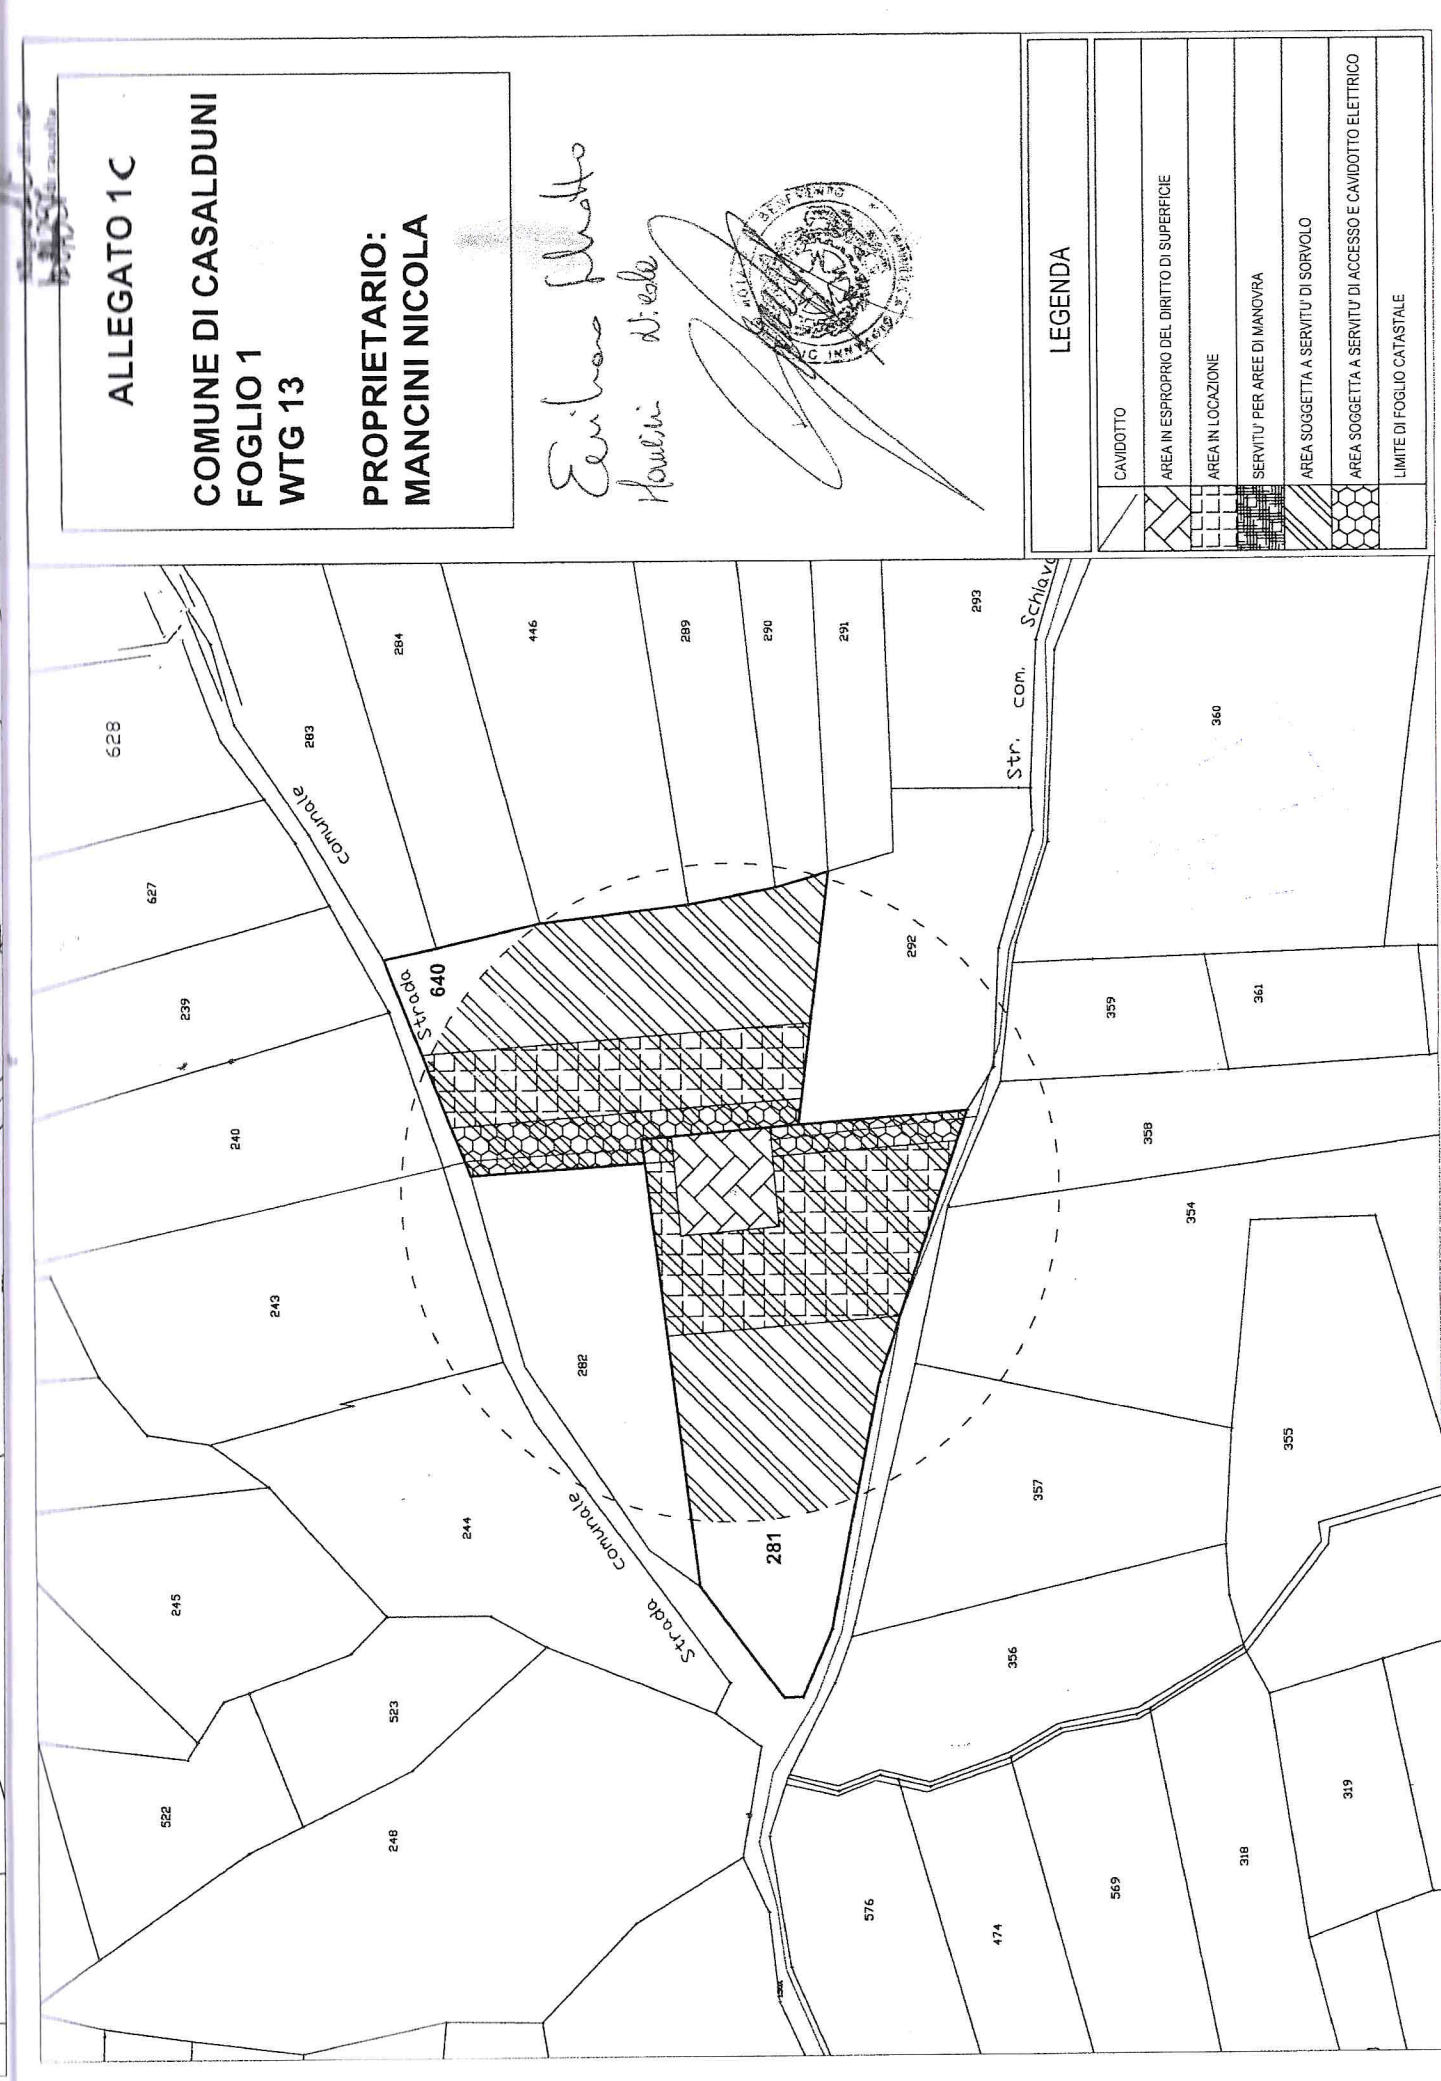 ALLEGATO 1C
COMUNE DI CASALDUNI
FOGLIO 1
WTG 13
PROPRIETARIO:
MANCINI NICOLA
Mancini Nicola
BENEVENTO
GIOVANNI
LEGENDA
CAVIDOTTO
AREA IN ESPROPRIO DEL DIRITTO DI SUPERFICIE
AREA IN LOCAZIONE
SERVITU' PER AREE DI MANOVRA
AREA SOGGETTA A SERVITU' DI SORVOLO
AREA SOGGETTA A SERVITU' DI ACCESSO E CAVIDOTTO ELETTRICO
LIMITE DI FOGLIO CATASTALE
628
627
239
240
243
245
522
523
244
248
Strada comunale
Strada comunale
283
284
446
289
290
291
293
640
292
282
281
Str. com. Schiavo
360
359
361
358
354
357
355
356
576
474
569
318
319